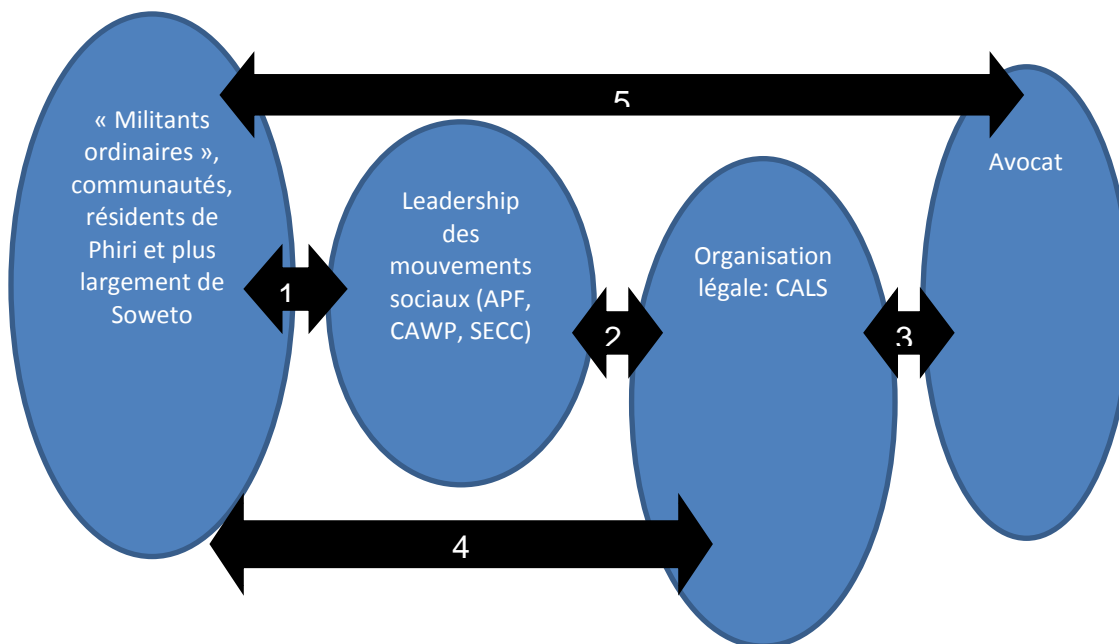 5
« Militants
ordinaires »,
communautés,
résidents de
Phiri et plus
largement de
Soweto
1
Leadership
des
mouvements
sociaux (APF,
CAWP, SECC)
2
Organisation
légale: CALS
3
Avocat
4